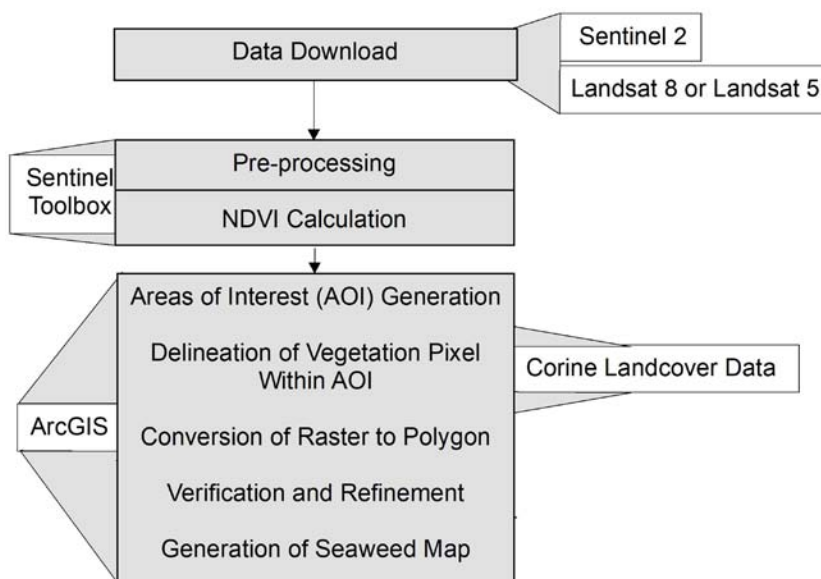 Data Download
Sentinel 2
Landsat 8 or Landsat 5
Sentinel
Toolbox
Pre-processing
NDVI Calculation
Areas of Interest (AOI) Generation
Delineation of Vegetation Pixel
Within AOI
Corine Landcover Data
ArcGIS
Conversion of Raster to Polygon
Verification and Refinement
Generation of Seaweed Map